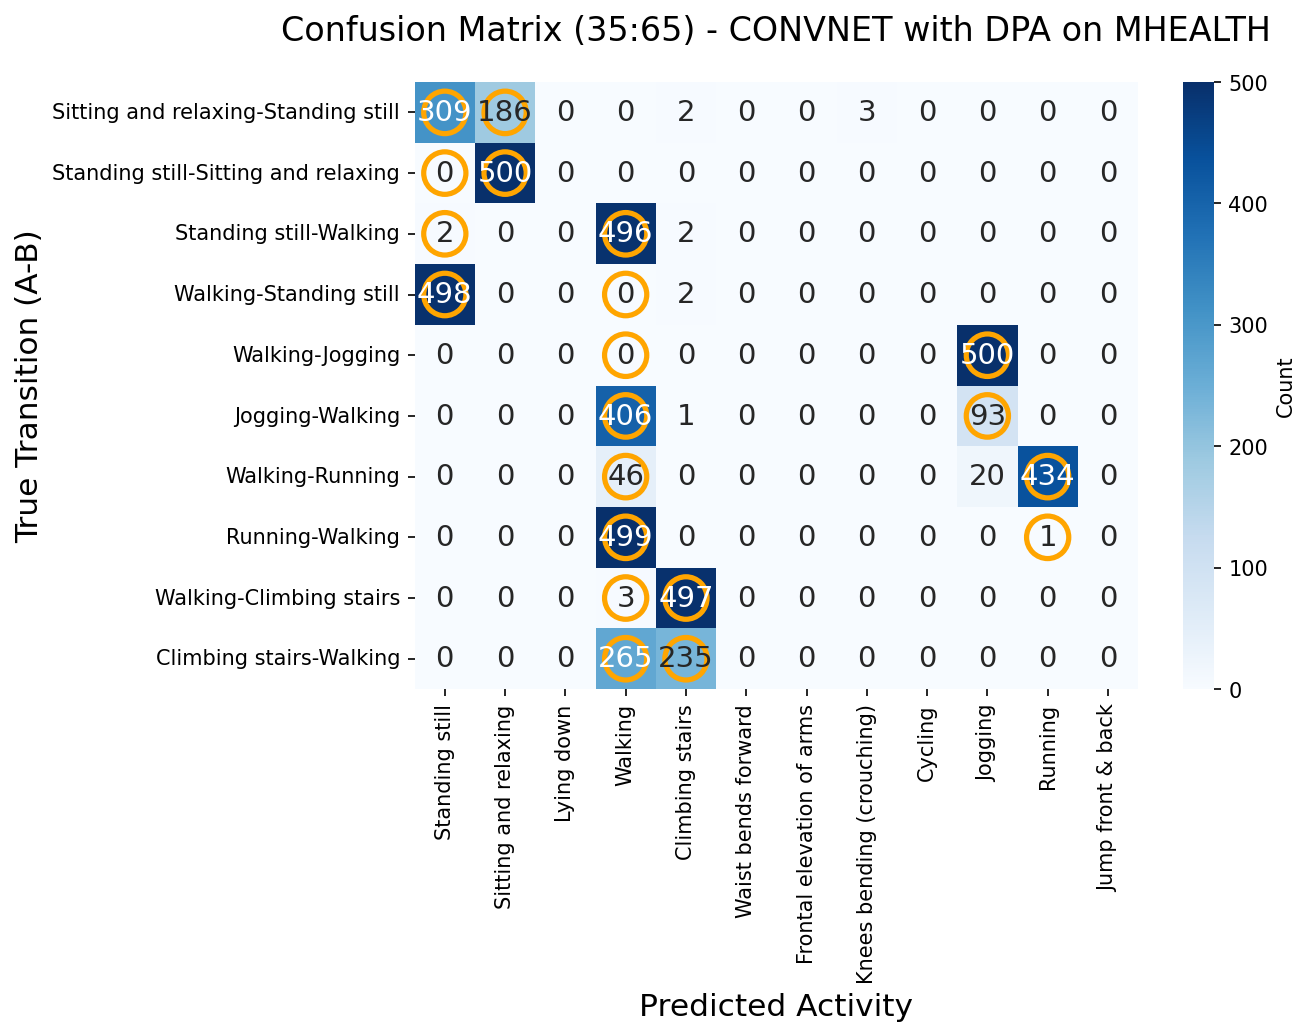 Confusion Matrix (35:65) - CONVNET with DPA on MHEALTH
True Transition (A-B)
Sitting and relaxing-Standing still 309 186 0 0 2 0 0 3 0 0 0 0
Standing still-Sitting and relaxing 0 500 0 0 0 0 0 0 0 0 0 0
Standing still-Walking 2 0 0 496 2 0 0 0 0 0 0 0
Walking-Standing still 498 0 0 0 2 0 0 0 0 0 0 0
Walking-Jogging 0 0 0 0 0 0 0 0 0 500 0 0
Jogging-Walking 0 0 0 406 1 0 0 0 0 93 0 0
Walking-Running 0 0 0 46 0 0 0 0 0 20 434 0
Running-Walking 0 0 0 499 0 0 0 0 0 0 1 0
Walking-Climbing stairs 0 0 0 3 497 0 0 0 0 0 0 0
Climbing stairs-Walking 0 0 0 265 235 0 0 0 0 0 0 0
Standing still
Sitting and relaxing
Lying down
Walking
Climbing stairs
Waist bends forward
Frontal elevation of arms
Knees bending (crouching)
Cycling
Jogging
Running
Jump front & back
Predicted Activity
500
400
300
200
100
0
Count